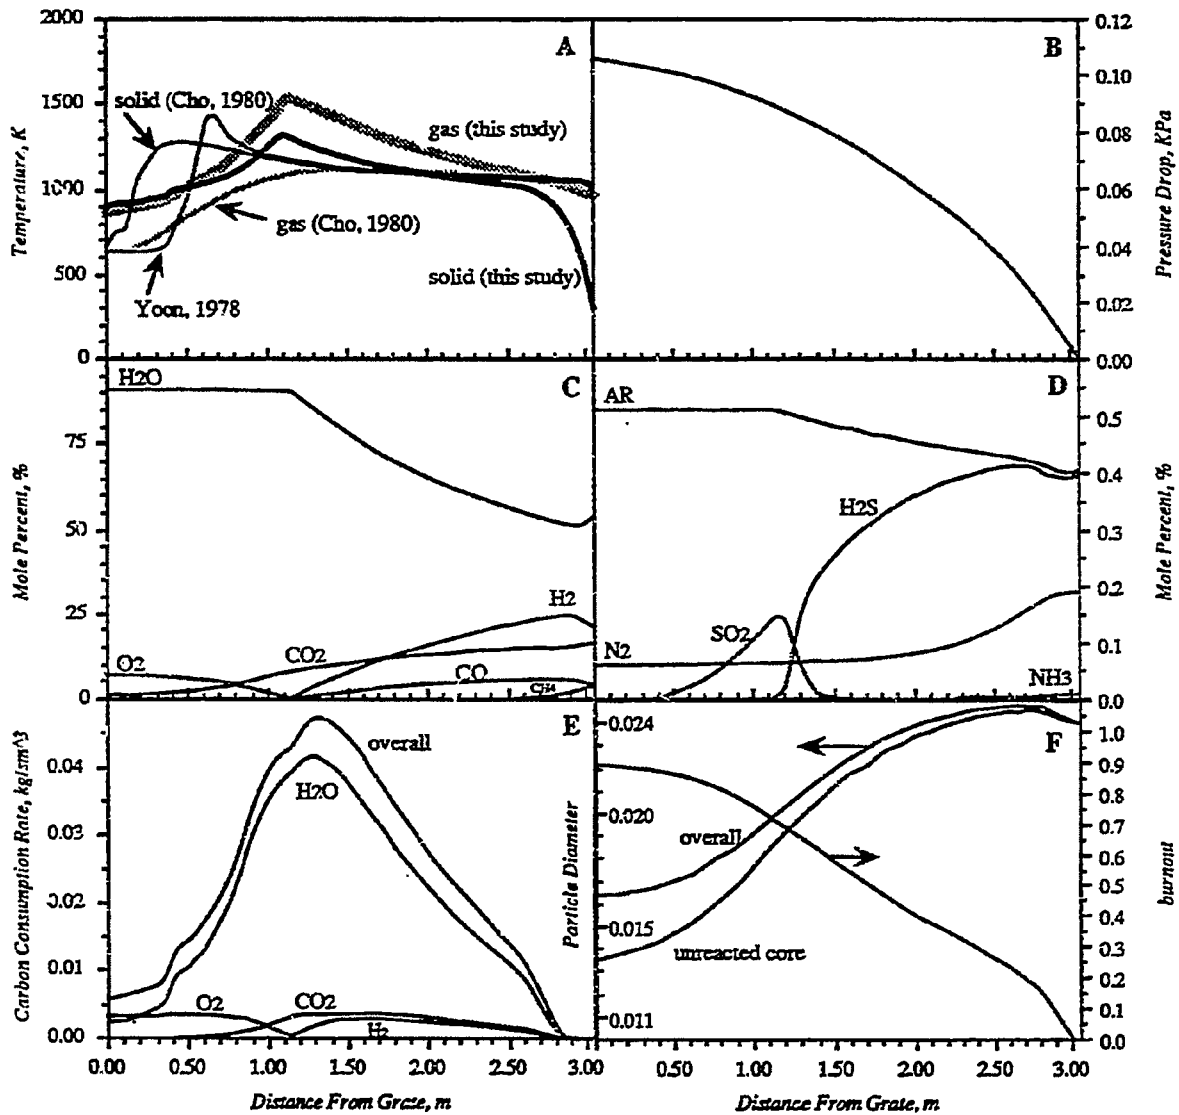 2000
1500
1000
500
0
Temperature, K
A
solid (Cho, 1980)
gas (this study)
gas (Cho, 1980)
solid (this study)
Yoon, 1978
B
0.12
0.10
0.08
0.06
0.04
0.02
0.00
Pressure Drop, KPa
75
50
25
0
Mole Percent, %
H2O
C
H2
O2
CO2
CO
CH4
AR
D
H2S
SO2
N2
NH3
0.5
0.4
0.3
0.2
0.1
0.0
Mole Percent, %
0.04
0.03
0.02
0.01
0.00
Carbon Consumption Rate, kg/sm^3
E
overall
H2O
O2
CO2
H2
0.00
0.50
1.00
1.50
2.00
2.50
3.00
Distance From Grate, m
0.024
0.020
0.015
0.011
Particle Diameter
F
overall
unreacted core
1.0
0.9
0.8
0.7
0.6
0.5
0.4
0.3
0.2
0.1
0.0
burnout
0.50
1.00
1.50
2.00
2.50
3.00
Distance From Grate, m